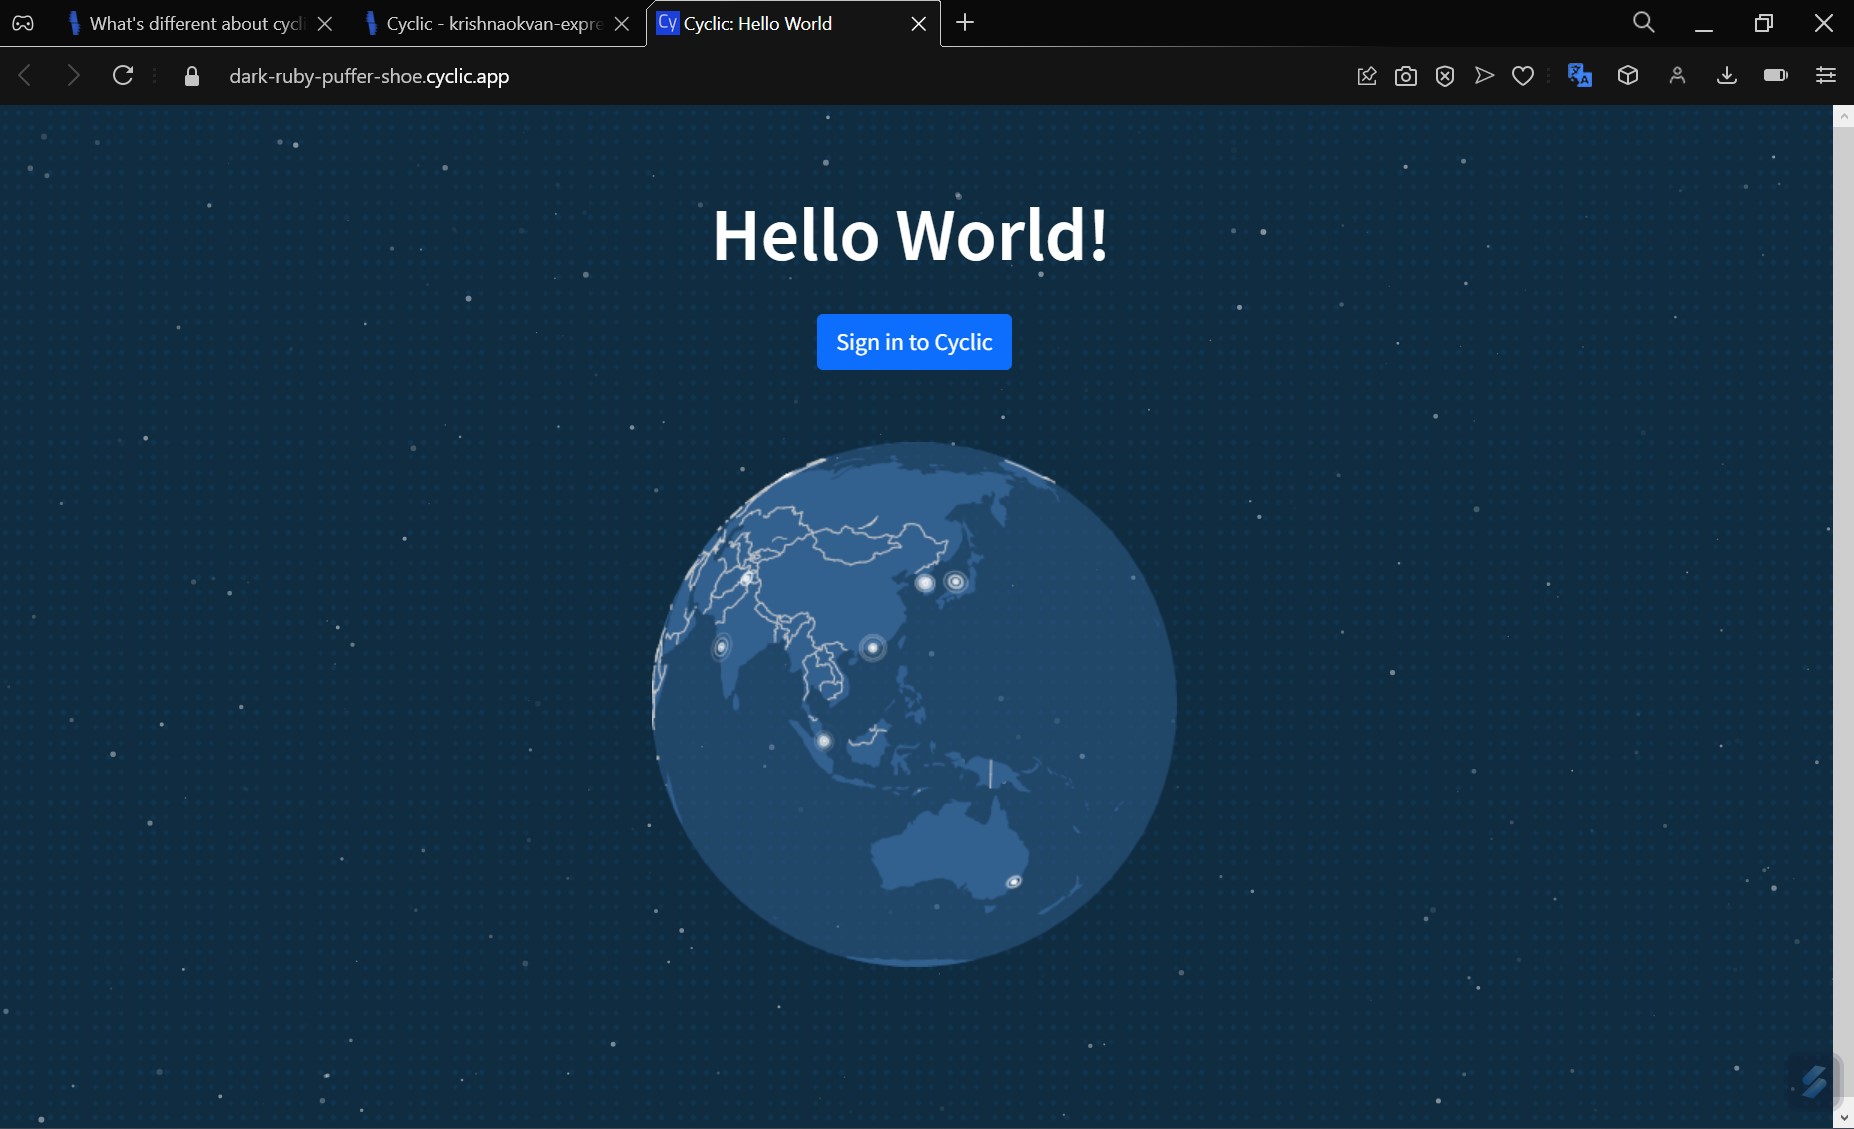 What's different about cycli
Cyclic - krishnaokvan-expre
Cy Cyclic: Hello World
dark-ruby-puffer-shoe.cyclic.app
Hello World!
Sign in to Cyclic